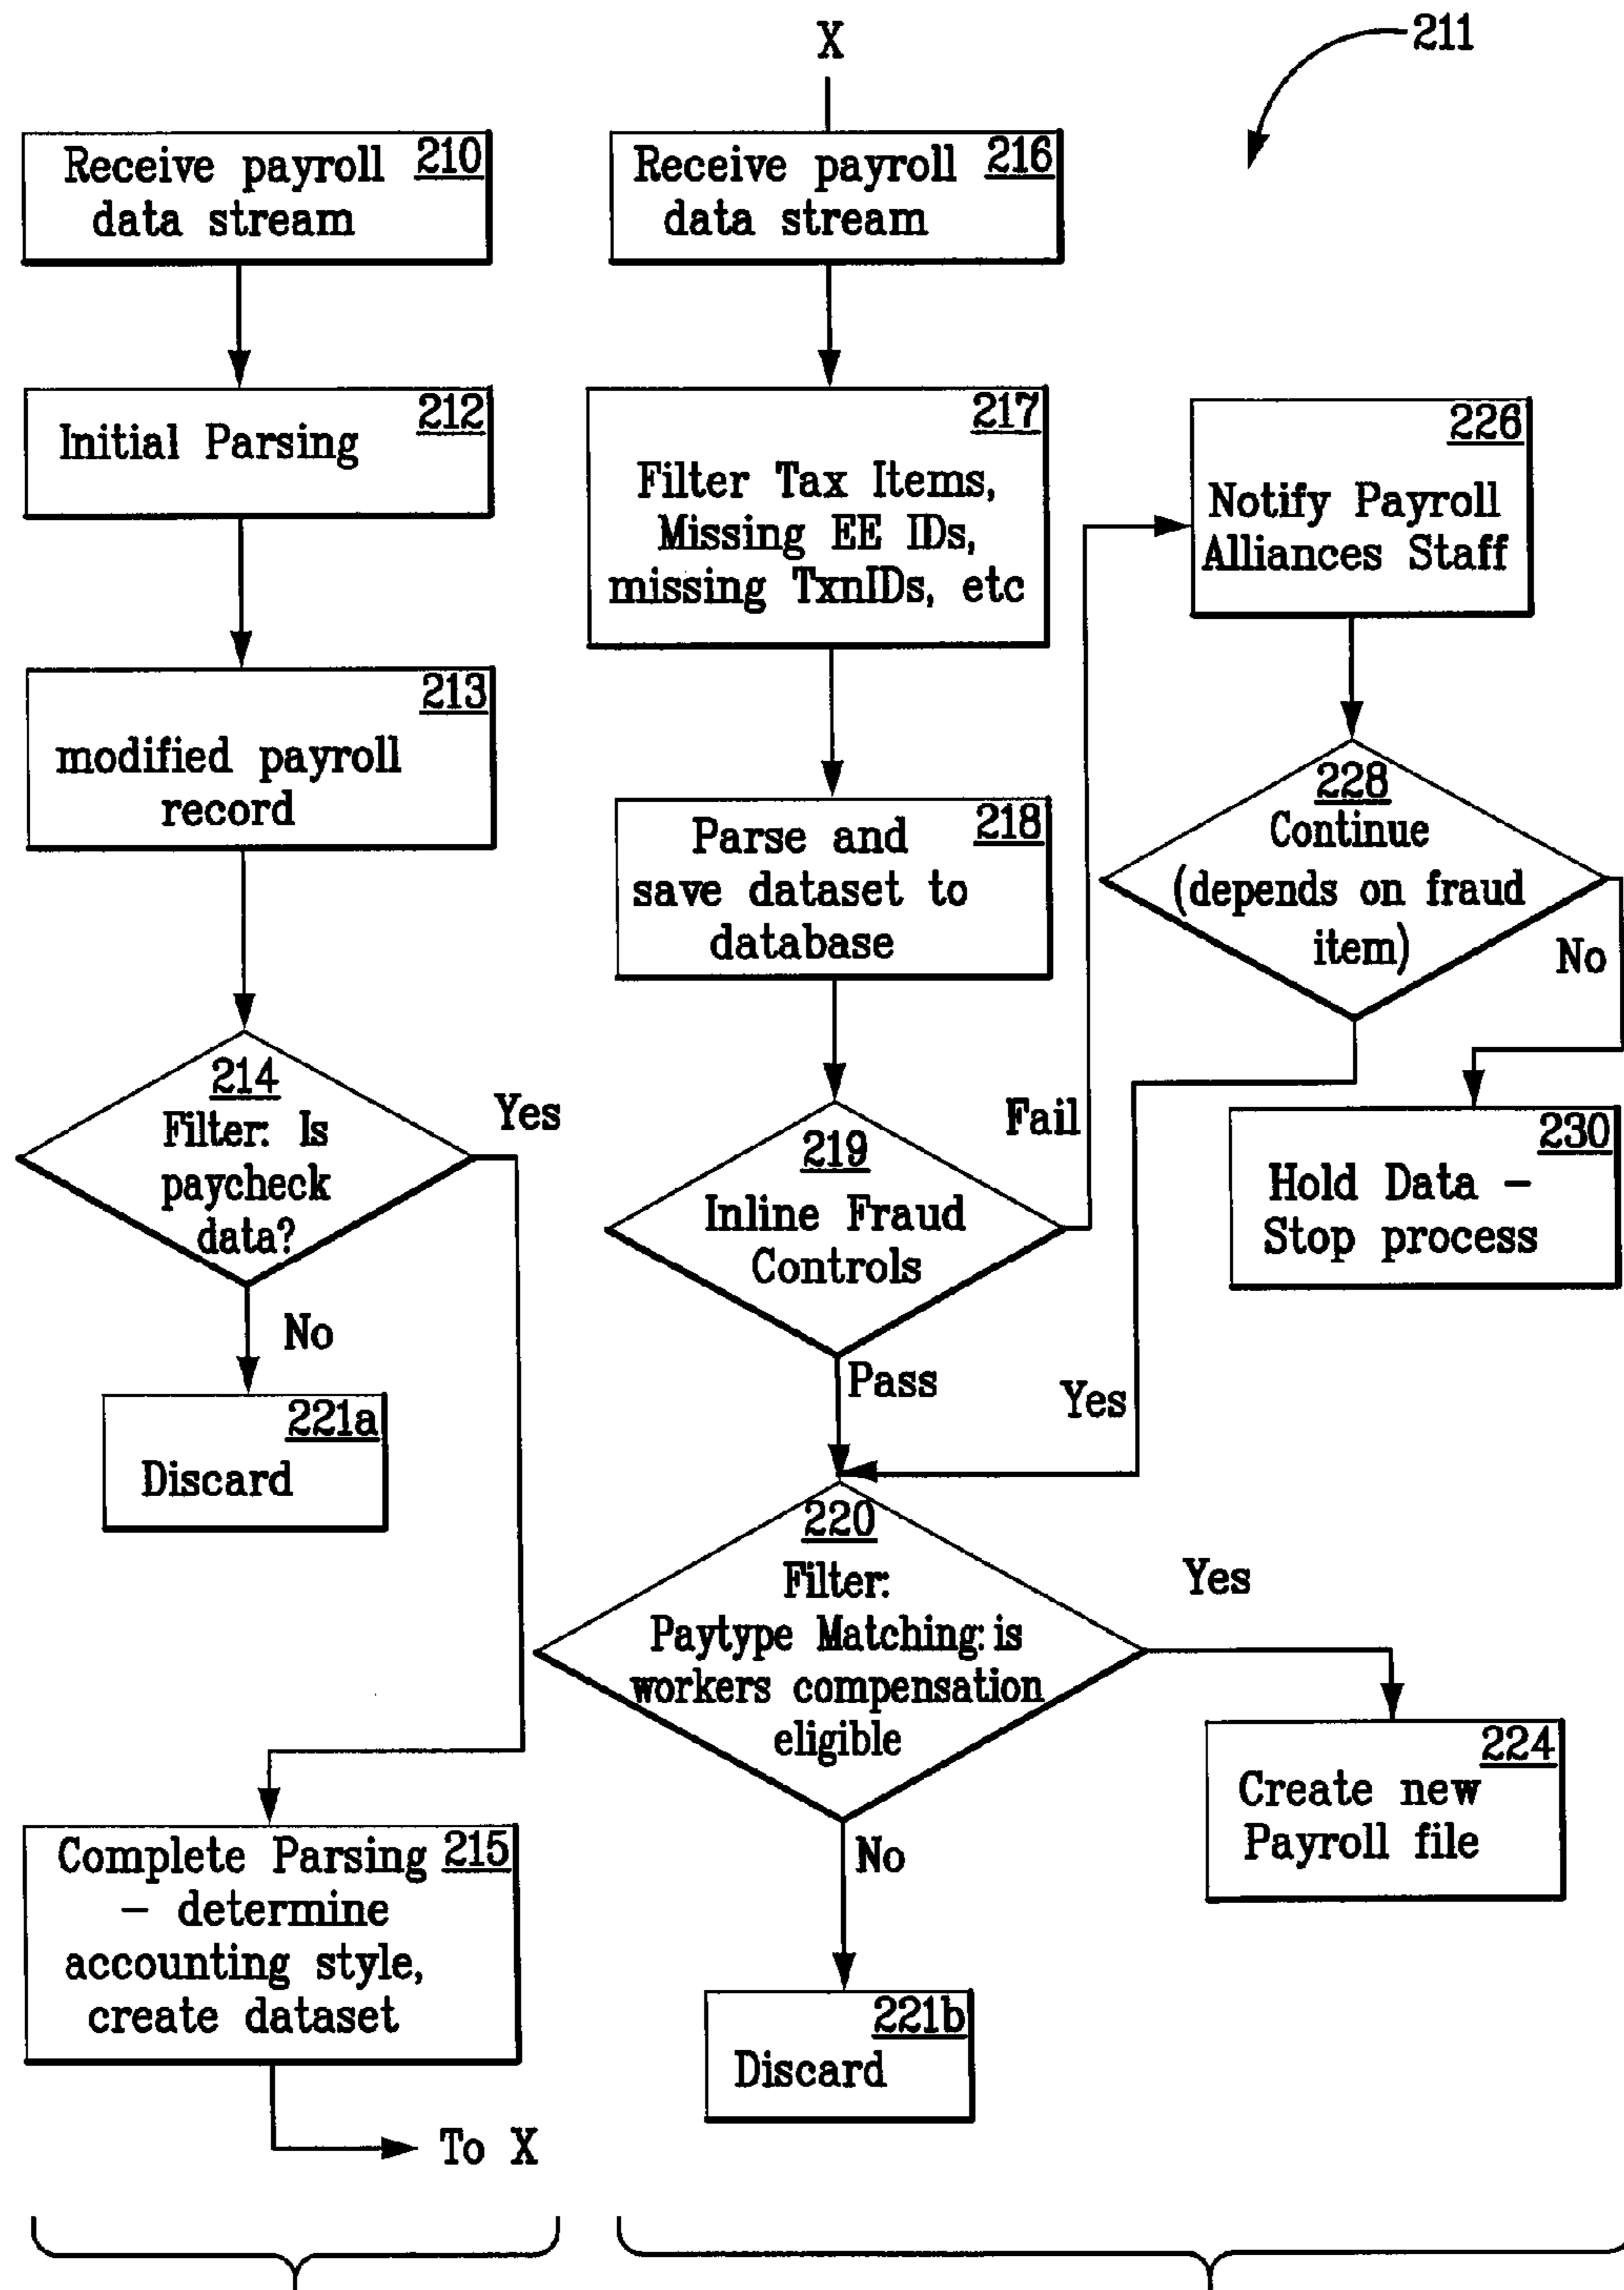 211
Receive payroll 210
data stream
Initial Parsing 212
213
modified payroll
record
214
Filter: Is
paycheck
data?
Yes
No
221a
Discard
Complete Parsing 215
– determine
accounting style,
create dataset
To X
X
Receive payroll 216
data stream
217
Filter Tax Items,
Missing EE IDs,
missing TxnIDs, etc
Parse and 218
save dataset to
database
219
Inline Fraud
Controls
Fail
Pass
226
Notify Payroll
Alliances Staff
228
Continue
(depends on fraud
item)
No
Yes
230
Hold Data –
Stop process
220
Filter:
Paytype Matching: is
workers compensation
eligible
Yes
No
224
Create new
Payroll file
221b
Discard